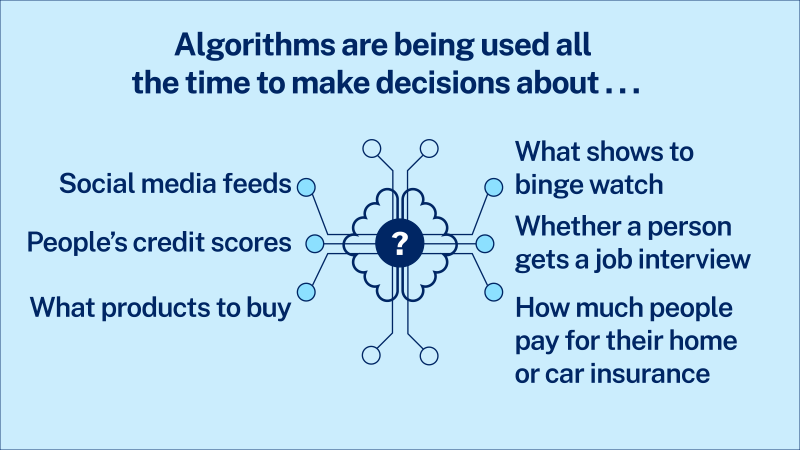 Algorithms are being used all
the time to make decisions about . . .
Social media feeds
People’s credit scores
What products to buy
?
What shows to
binge watch
Whether a person
gets a job interview
How much people
pay for their home
or car insurance